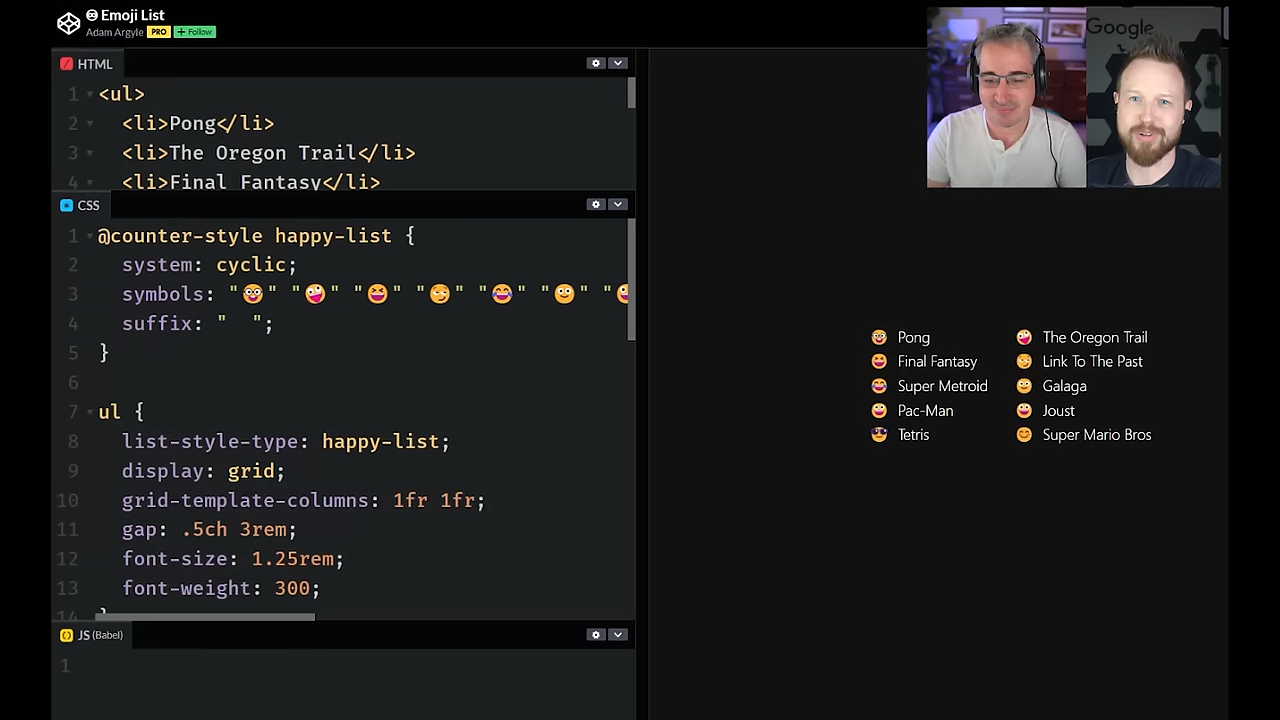 Emoji List
Adam Argyle PRO + Follow
HTML
1 <ul>
2 <li>Pong</li>
3 <li>The Oregon Trail</li>
4 <li>Final Fantasy</li>
CSS
1 @counter-style happy-list {
2 system: cyclic;
3 symbols: "🤓" "🤪" "😆" "😏" "😂" "🙂" "
4 suffix: "  ";
5 }
6
7 ul {
8 list-style-type: happy-list;
9 display: grid;
10 grid-template-columns: 1fr 1fr;
11 gap: .5ch 3rem;
12 font-size: 1.25rem;
13 font-weight: 300;
14 }
JS (Babel)
1
Google
Pong
The Oregon Trail
Final Fantasy
Link To The Past
Super Metroid
Galaga
Pac-Man
Joust
Tetris
Super Mario Bros